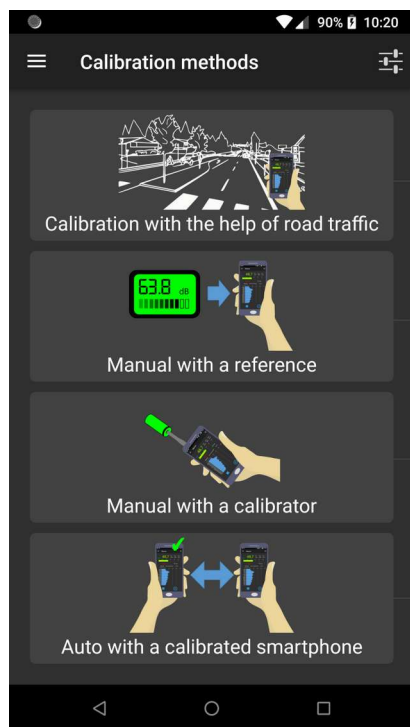 90% 10:20
Calibration methods
Calibration with the help of road traffic
63.8 dB
Manual with a reference
Manual with a calibrator
Auto with a calibrated smartphone